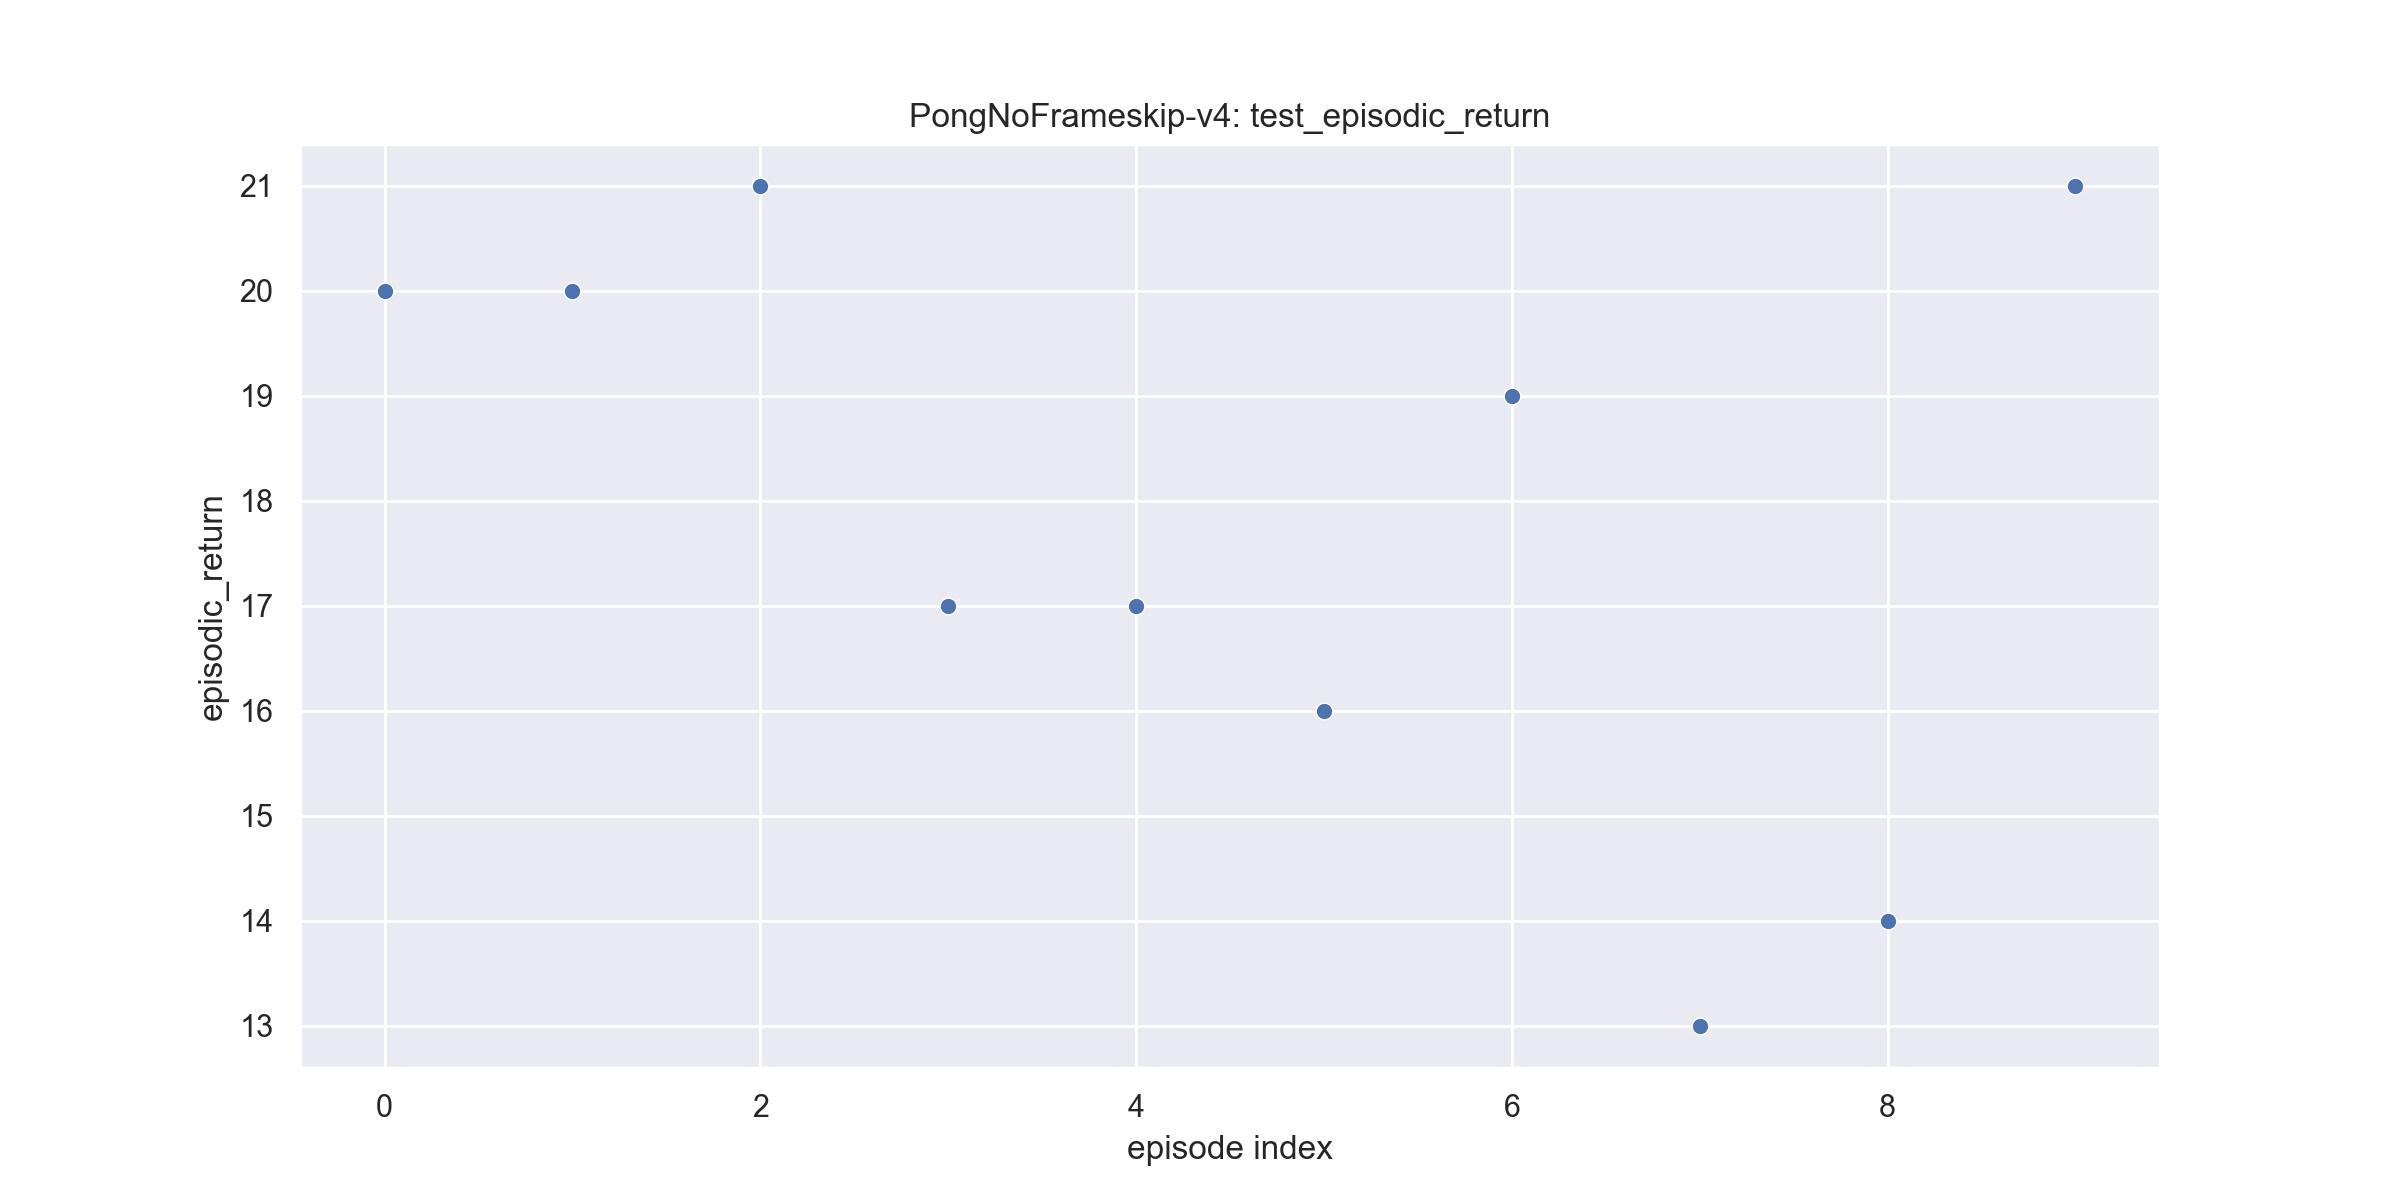 PongNoFrameskip-v4: test_episodic_return
episodic_return
21
20
19
18
17
16
15
14
13
0 2 4 6 8
episode index